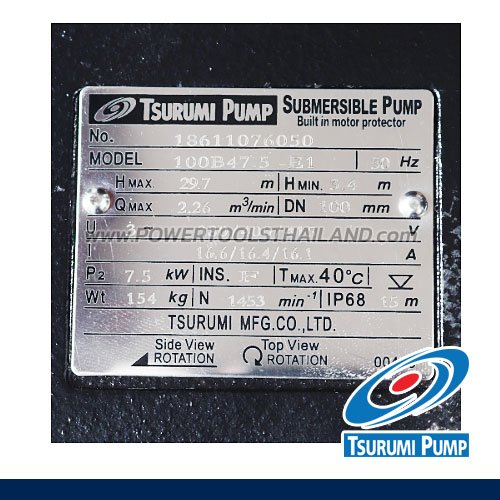 TSURUMI PUMP SUBMERSIBLE PUMP
Built in motor protector
No. 18611076050
MODEL 100B47.5 -E1 50 Hz
H MAX. 29.7 m H MIN. 3.4 m
Q MAX. 2.26 m³/min DN 100 mm
U V
WWW.POWERTOOLSTHAILAND.COM
I 16.6/16.4/16.1 A
P2 7.5 kW INS. F TMAX. 40°C
Wt 154 kg N 1453 min⁻¹ IP68 15 m
TSURUMI MFG.CO.,LTD.
Side View ROTATION Top View ROTATION
TSURUMI PUMP